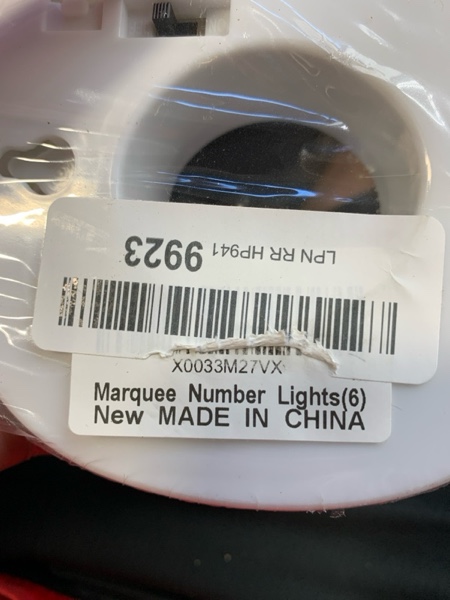 LPN RR HP941 9923
X0033M27VX
Marquee Number Lights(6)
New MADE IN CHINA